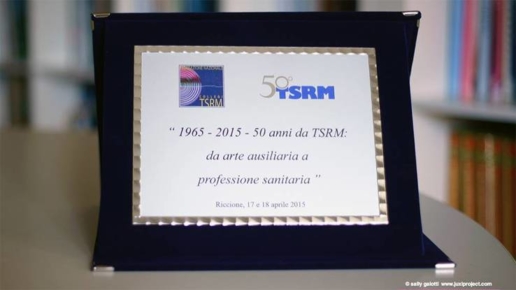 TSRM
50° TSRM
“ 1965 - 2015 - 50 anni da TSRM:
da arte ausiliaria a
professione sanitaria ”
Riccione, 17 e 18 aprile 2015
© sally galotti www.justproject.com